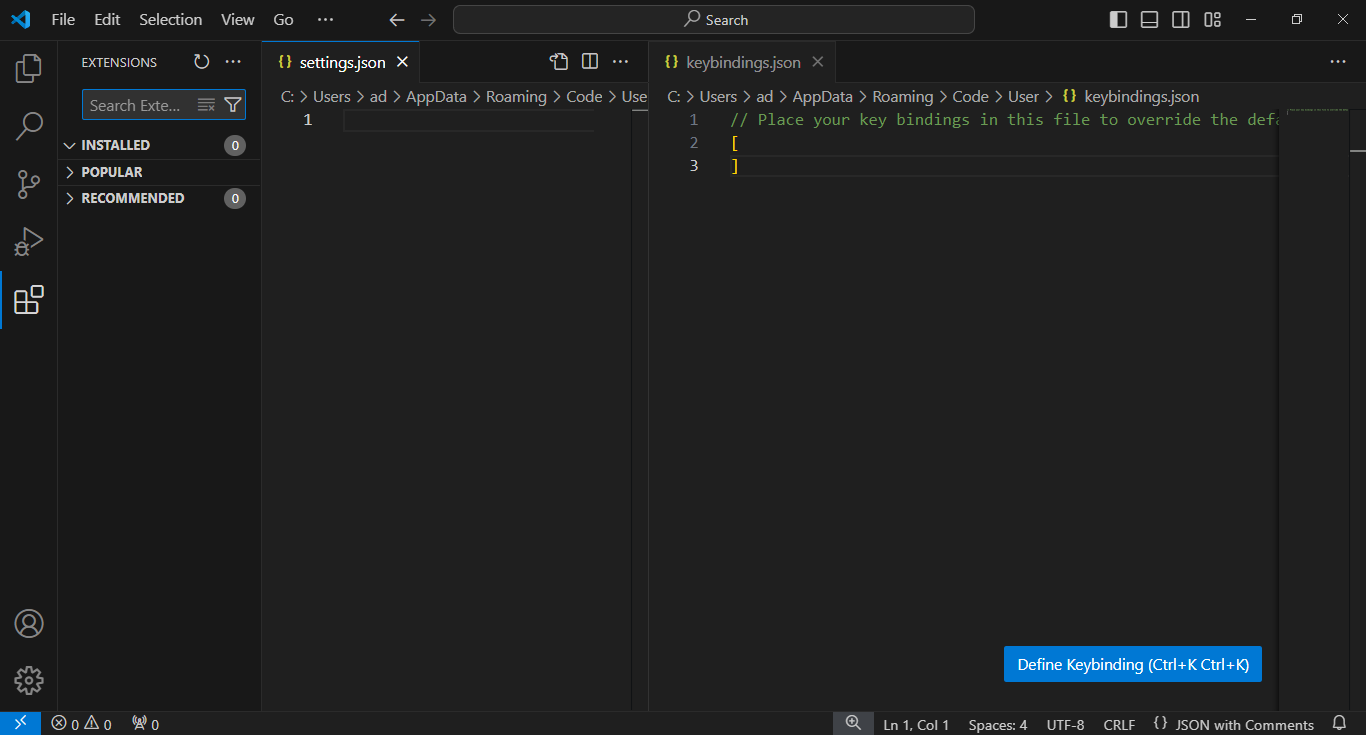 File Edit Selection View Go ···
Search
EXTENSIONS
Search Exte...
INSTALLED 0
POPULAR
RECOMMENDED 0
{} settings.json
C: > Users > ad > AppData > Roaming > Code > Use
1
{} keybindings.json
C: > Users > ad > AppData > Roaming > Code > User > {} keybindings.json
1 // Place your key bindings in this file to override the defa
2 [
3 ]
Define Keybinding (Ctrl+K Ctrl+K)
0 0 0
Ln 1, Col 1 Spaces: 4 UTF-8 CRLF {} JSON with Comments